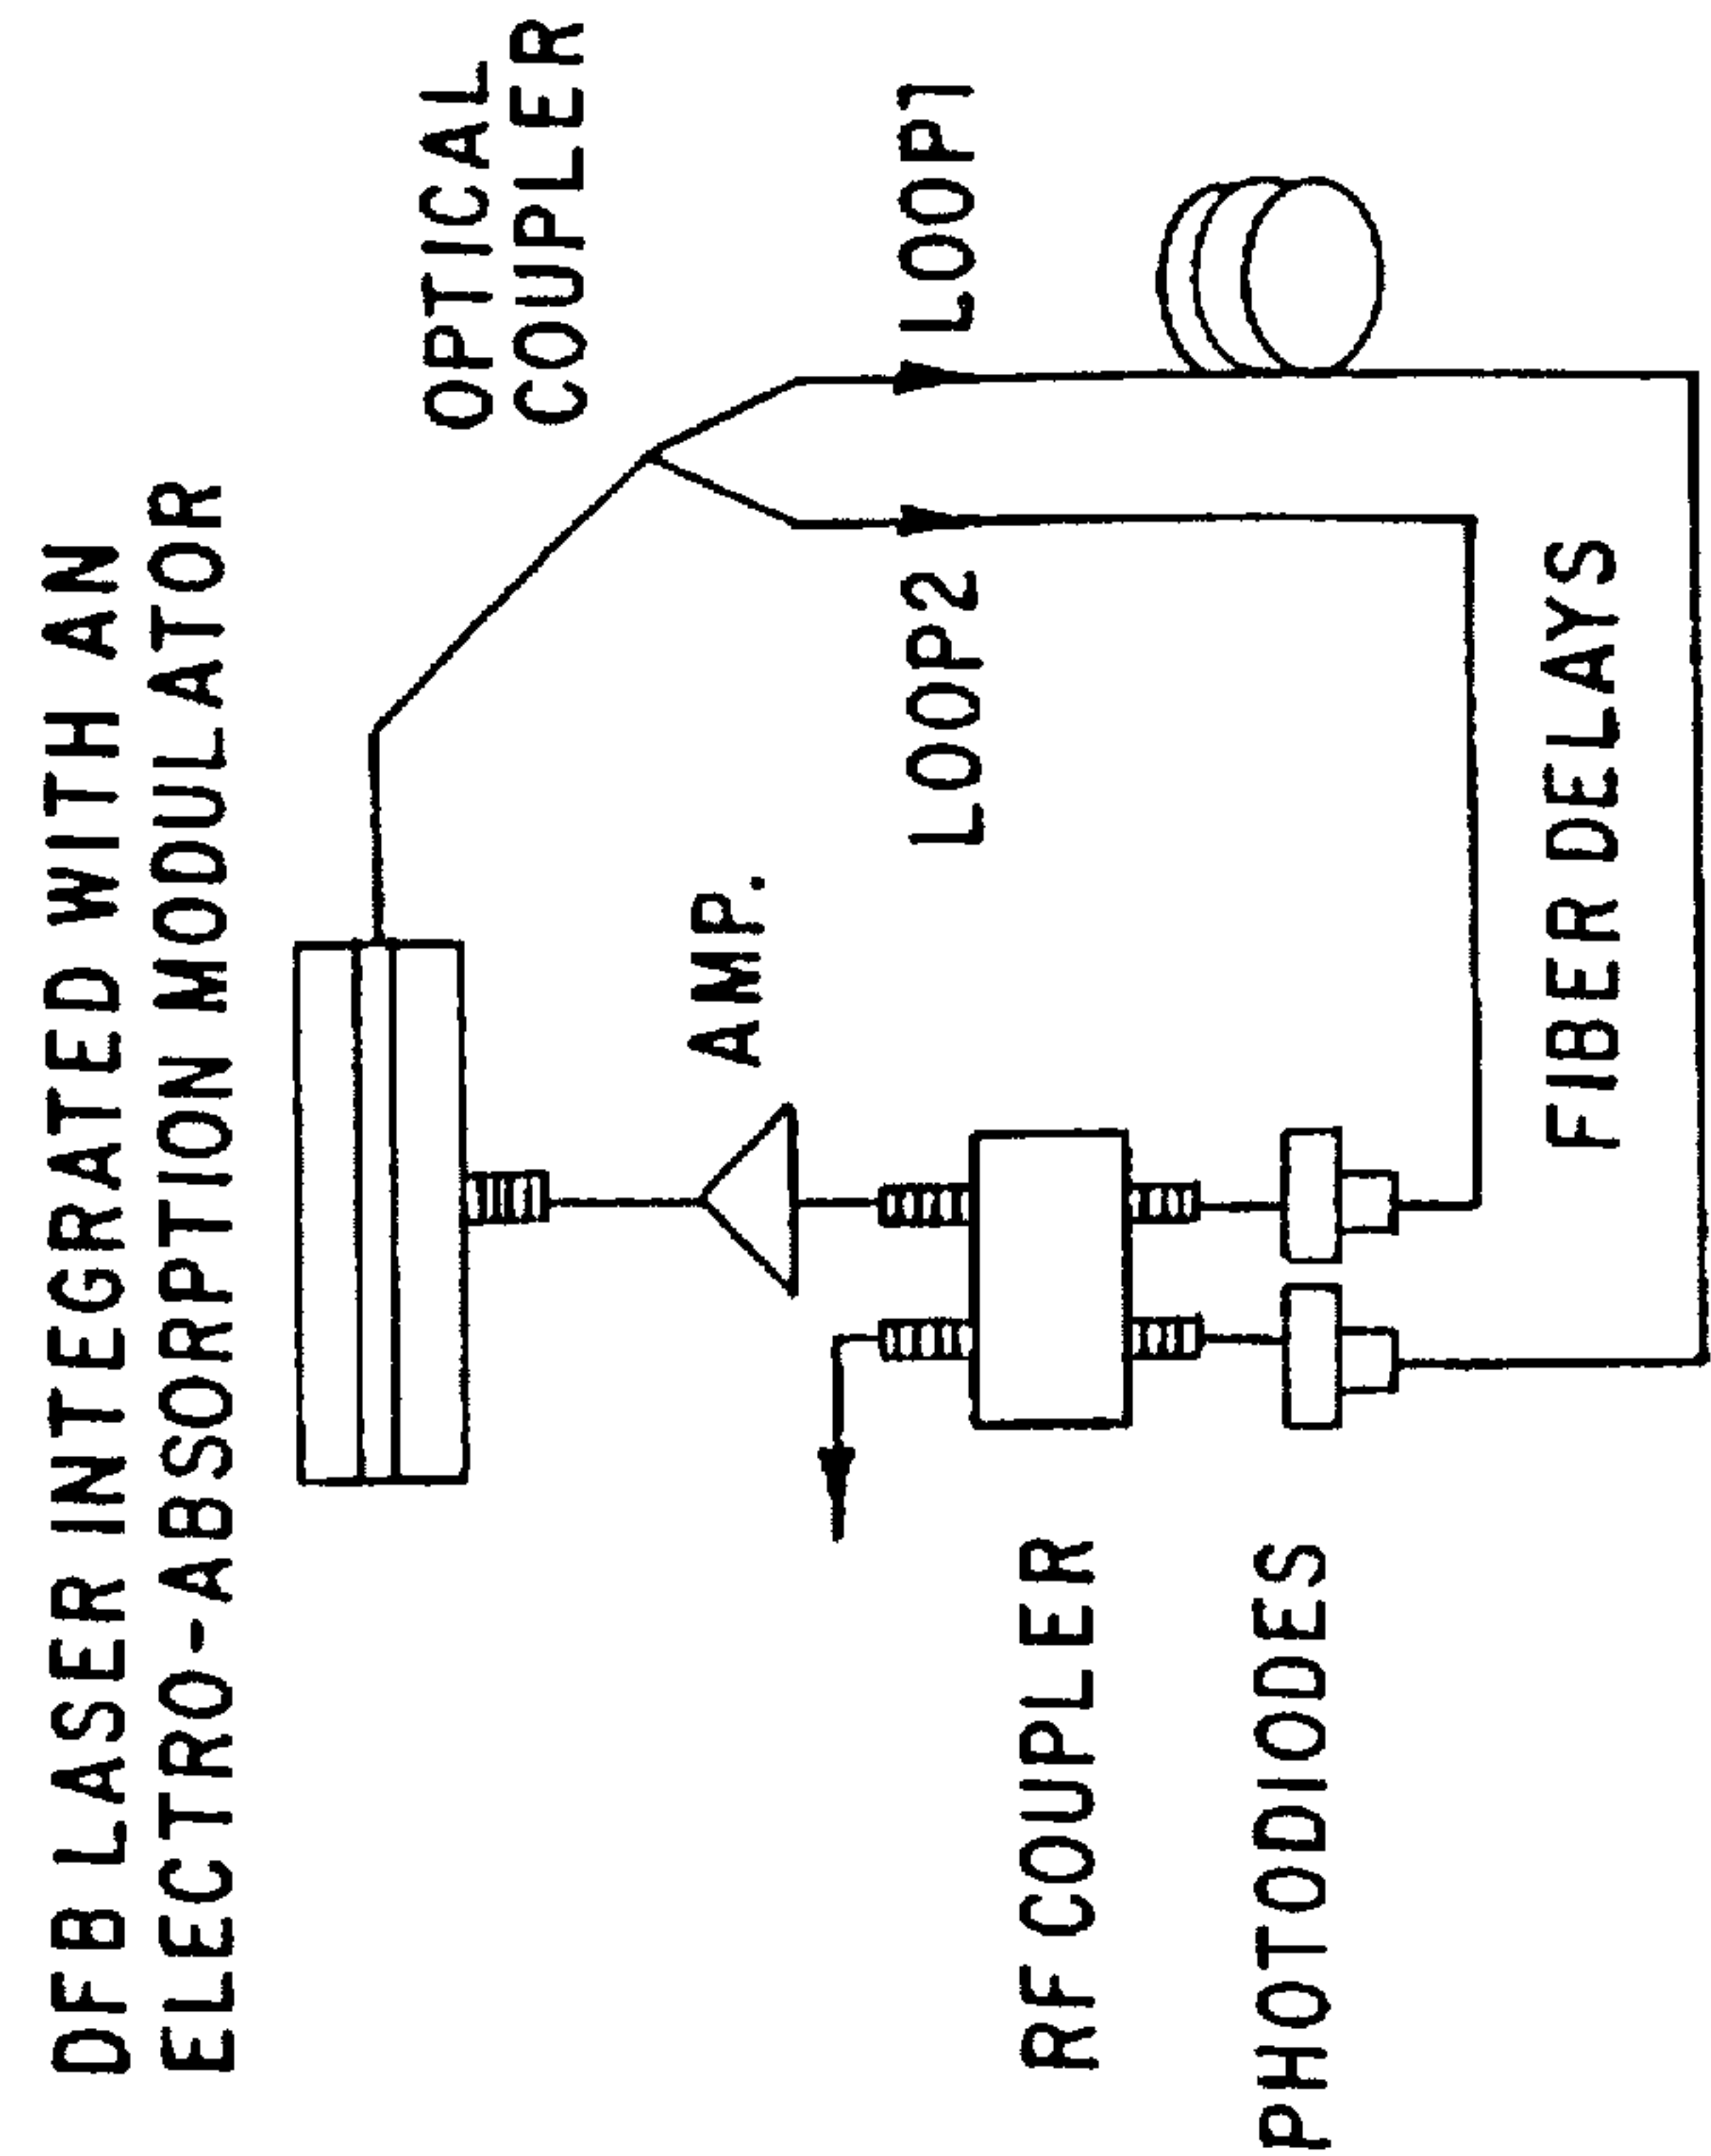 DFB LASER INTEGRATED WITH AN
ELECTRO-ABSORPTION MODULATOR
OPTICAL
COUPLER
AMP.
LOOP1
LOOP2
RF COUPLER
PHOTODIODES
FIBER DELAYS